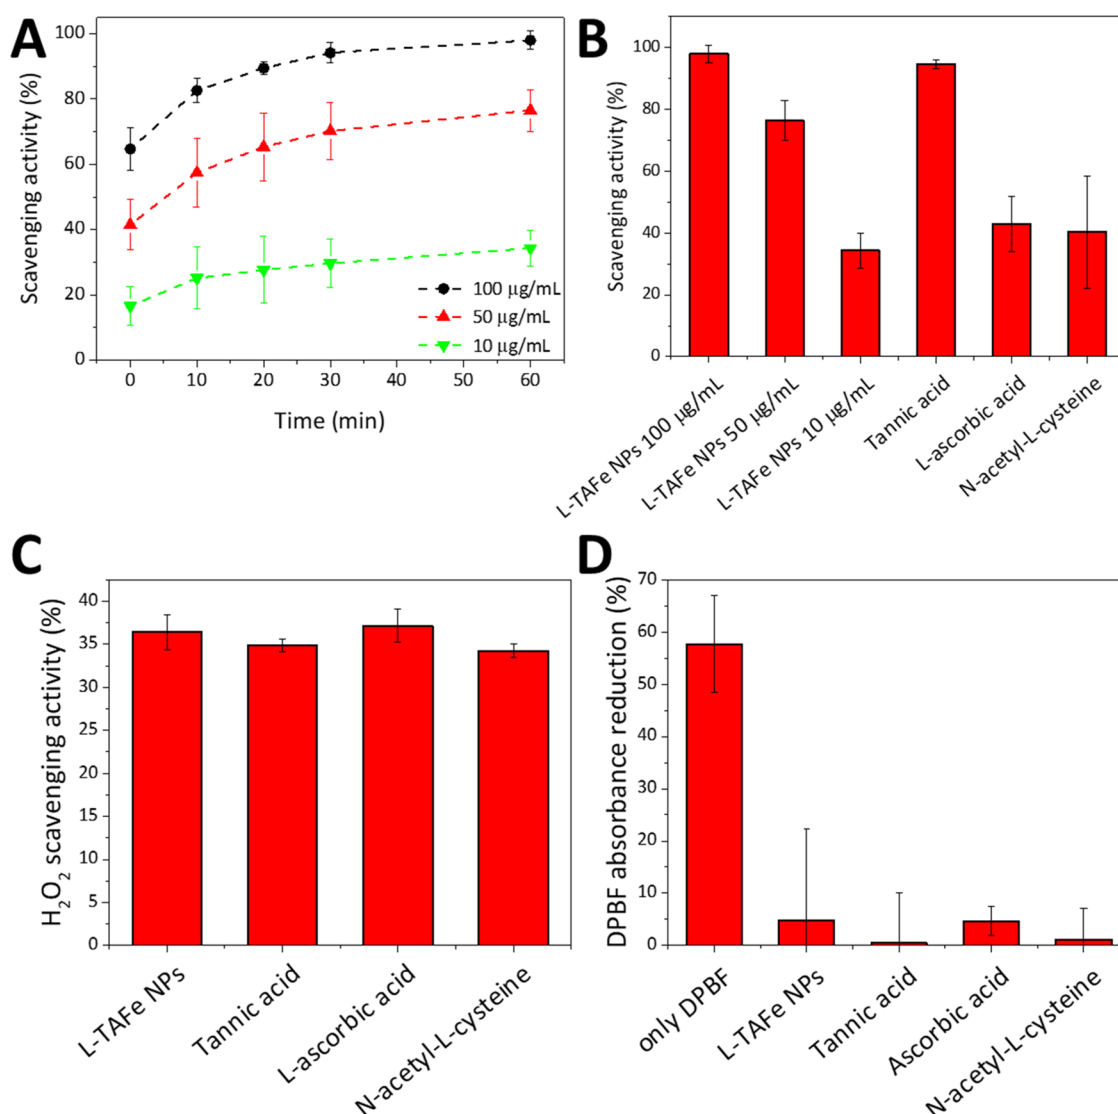 A
Scavenging activity (%)
100
80
60
40
20
0
100 μg/mL
50 μg/mL
10 μg/mL
0 10 20 30 40 50 60
Time (min)
B
Scavenging activity (%)
100
80
60
40
20
0
L-TAFe NPs 100 μg/mL
L-TAFe NPs 50 μg/mL
L-TAFe NPs 10 μg/mL
Tannic acid
L-ascorbic acid
N-acetyl-L-cysteine
C
H₂O₂ scavenging activity (%)
40
35
30
25
20
15
10
5
0
L-TAFe NPs
Tannic acid
L-ascorbic acid
N-acetyl-L-cysteine
D
DPBF absorbance reduction (%)
70
60
50
40
30
20
10
0
only DPBF
L-TAFe NPs
Tannic acid
Ascorbic acid
N-acetyl-L-cysteine